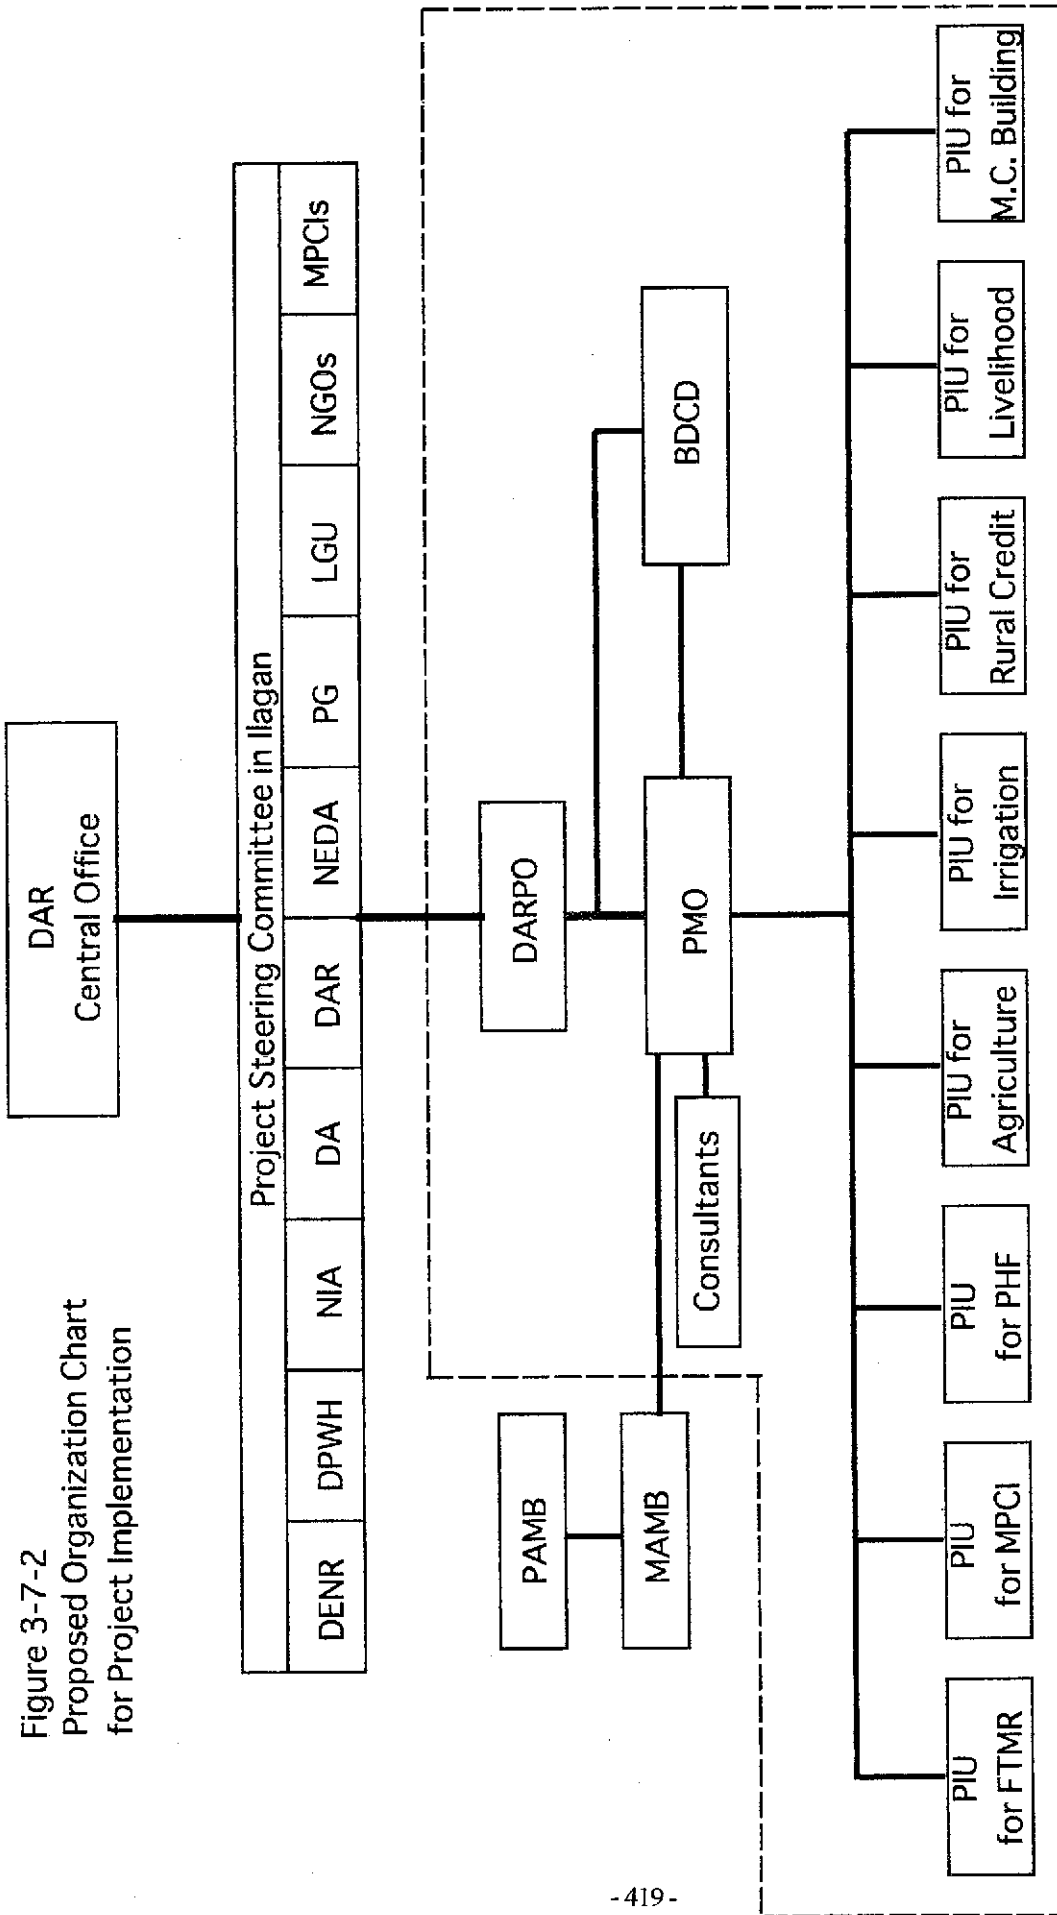 Figure 3-7-2
Proposed Organization Chart
for Project Implementation
DAR
Central Office
Project Steering Committee in Ilagan
DENR
DPWH
NIA
DA
DAR
NEDA
PG
LGU
NGOs
MPCIs
PAMB
MAMB
DARPO
PMO
Consultants
BDCD
PIU
for FTMR
PIU
for MPCI
PIU
for PHF
PIU for
Agriculture
PIU for
Irrigation
PIU for
Rural Credit
PIU for
Livelihood
PIU for
M.C. Building
-419-